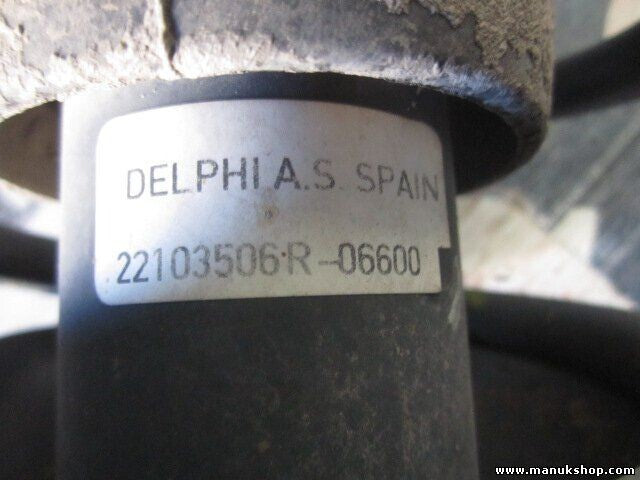 DELPHI A.S. SPAIN
22103506 R-06600
www.manukshop.com